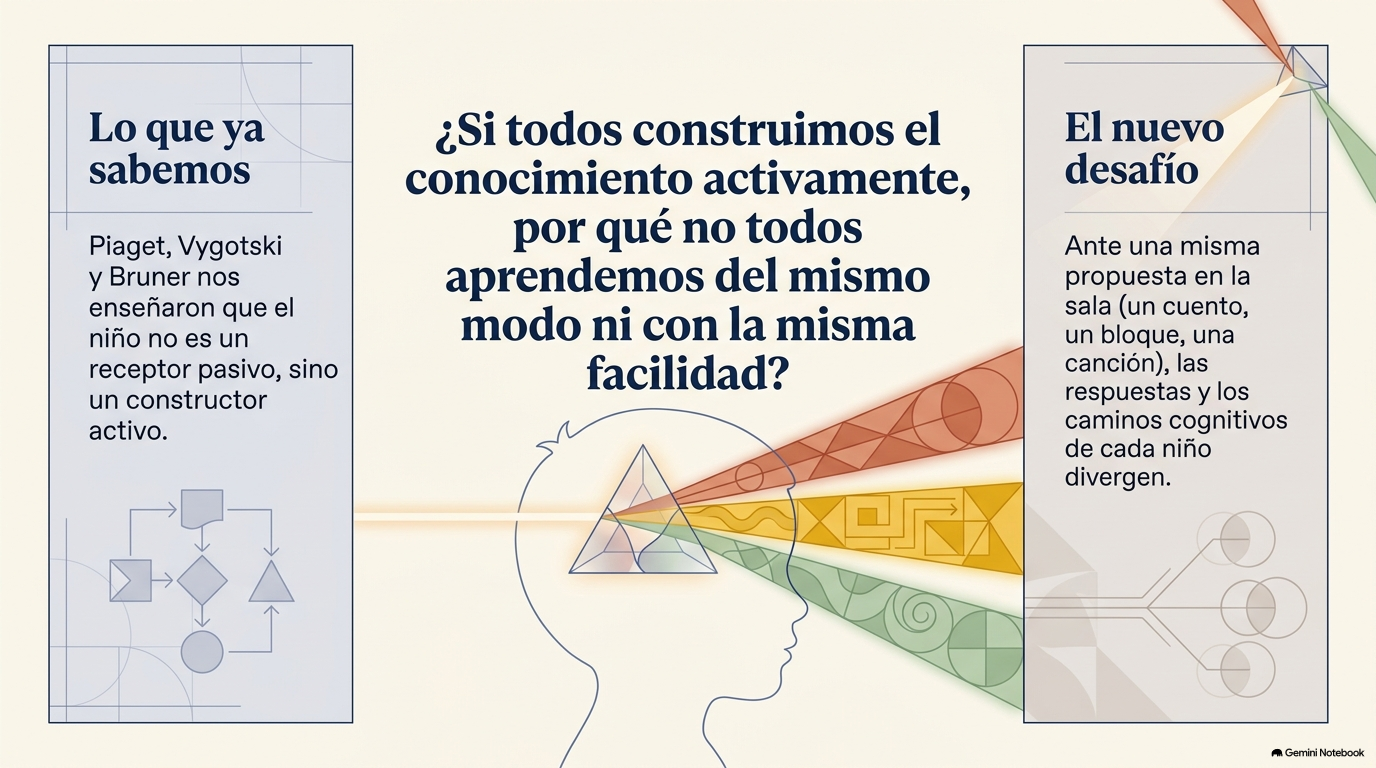 Lo que ya
sabemos
Piaget, Vygotski
y Bruner nos
enseñaron que el
niño no es un
receptor pasivo, sino
un constructor
activo.
¿Si todos construimos el
conocimiento activamente,
por qué no todos
aprendemos del mismo
modo ni con la misma
facilidad?
El nuevo
desafío
Ante una misma
propuesta en la
sala (un cuento,
un bloque, una
canción), las
respuestas y los
caminos cognitivos
de cada niño
divergen.
Gemini Notebook